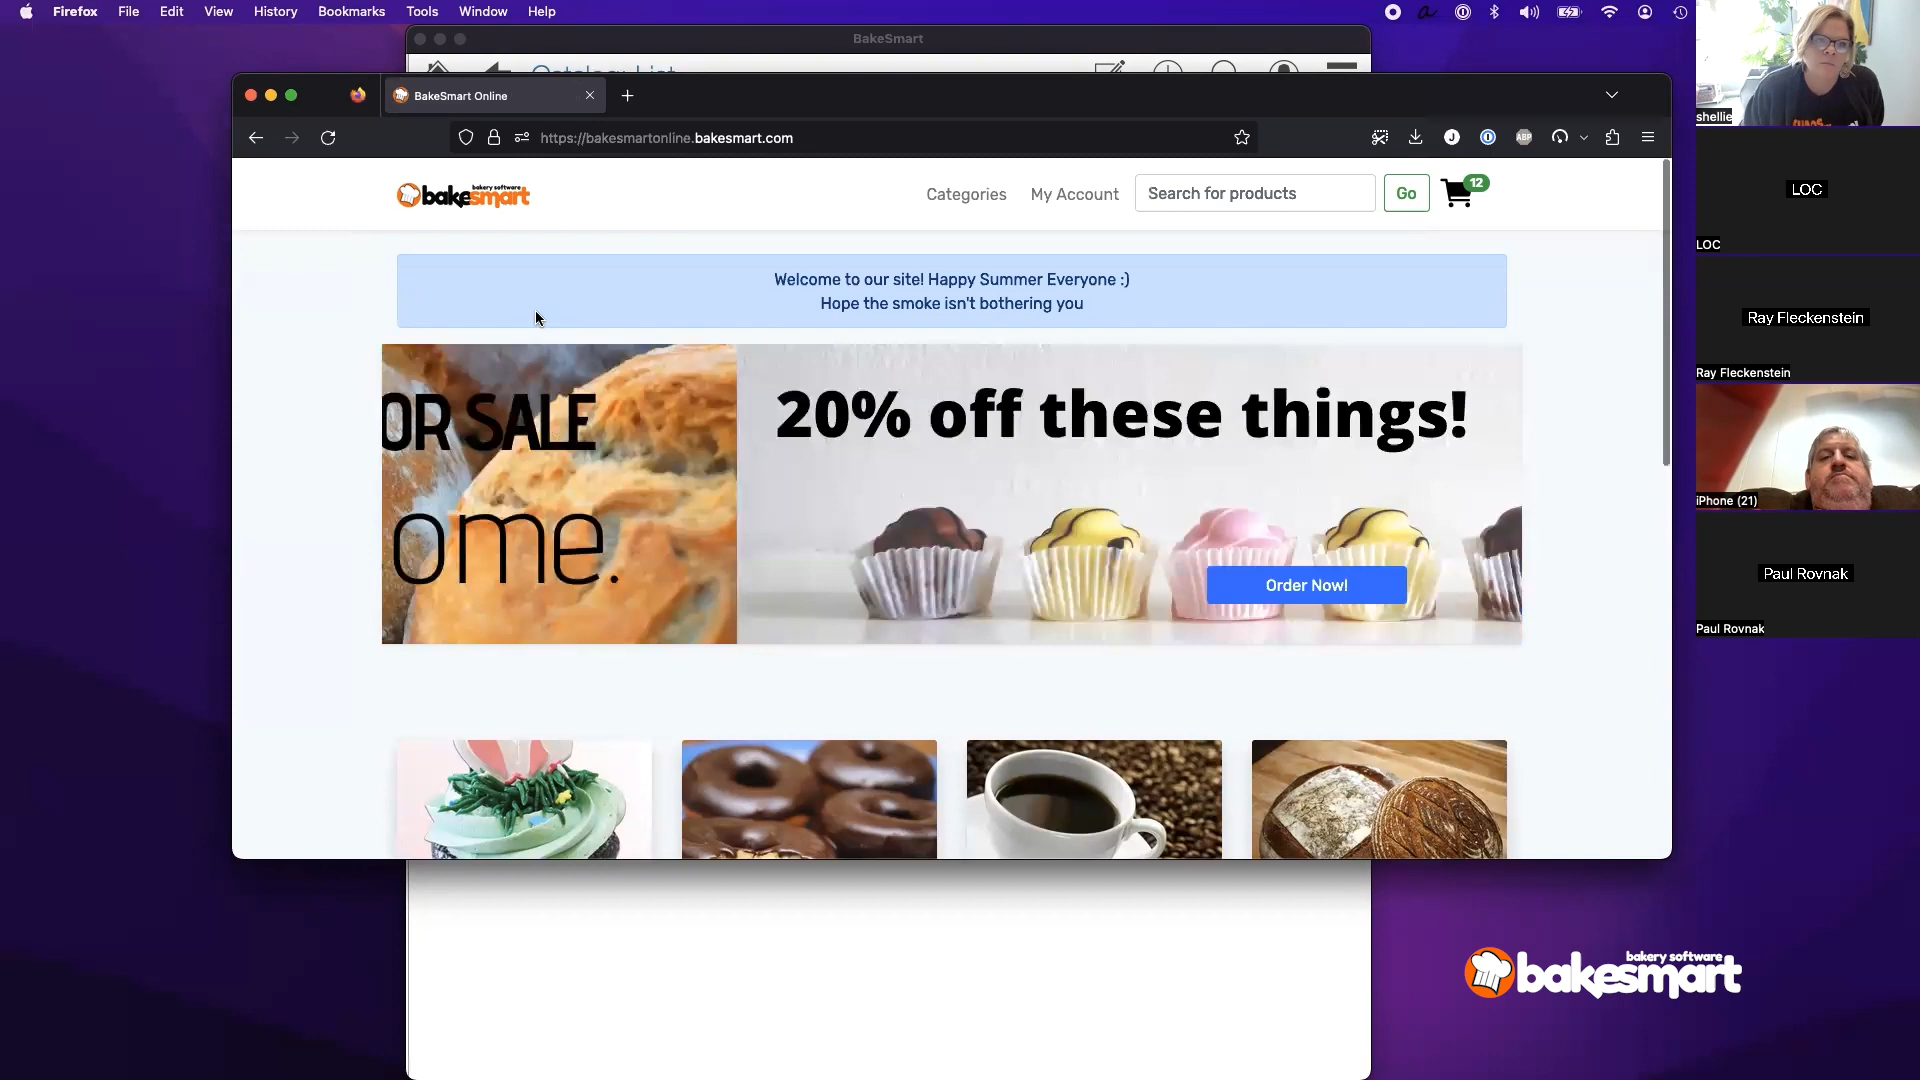 Firefox File Edit View History Bookmarks Tools Window Help
BakeSmart
BakeSmart Online
https://bakesmartonline.bakesmart.com
ABP
bakery software
bakesmart
Categories My Account Search for products Go 12
Welcome to our site! Happy Summer Everyone :)
Hope the smoke isn't bothering you
OR SALE
ome.
20% off these things!
Order Now!
shellie
LOC
LOC
Ray Fleckenstein
Ray Fleckenstein
iPhone (21)
Paul Rovnak
Paul Rovnak
bakery software
bakesmart